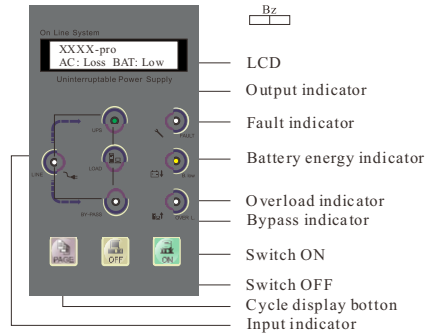 Bz
On Line System
XXXX-pro
AC: Loss BAT: Low
Uninterruptable Power Supply
UPS
FAULT
LINE
LOAD
B.low
BY-PASS
OVER L
PAGE
OFF
ON
LCD
Output indicator
Fault indicator
Battery energy indicator
Overload indicator
Bypass indicator
Switch ON
Switch OFF
Cycle display botton
Input indicator